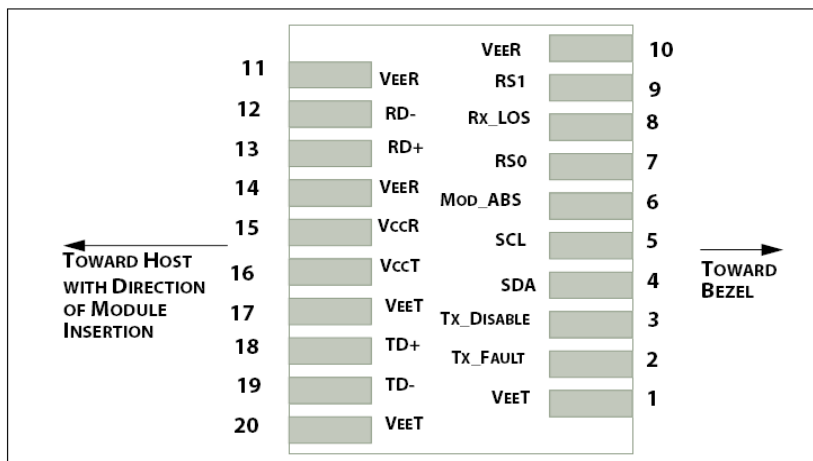 VEER 10
11 VEER
RS1 9
12 RD-
RX_LOS 8
13 RD+
RS0 7
14 VEER
MOD_ABS 6
15 VCCR
SCL 5
TOWARD HOST
WITH DIRECTION
OF MODULE
INSERTION
TOWARD
BEZEL
16 VCCT
SDA 4
17 VEET
TX_DISABLE 3
18 TD+
TX_FAULT 2
19 TD-
VEET 1
20 VEET